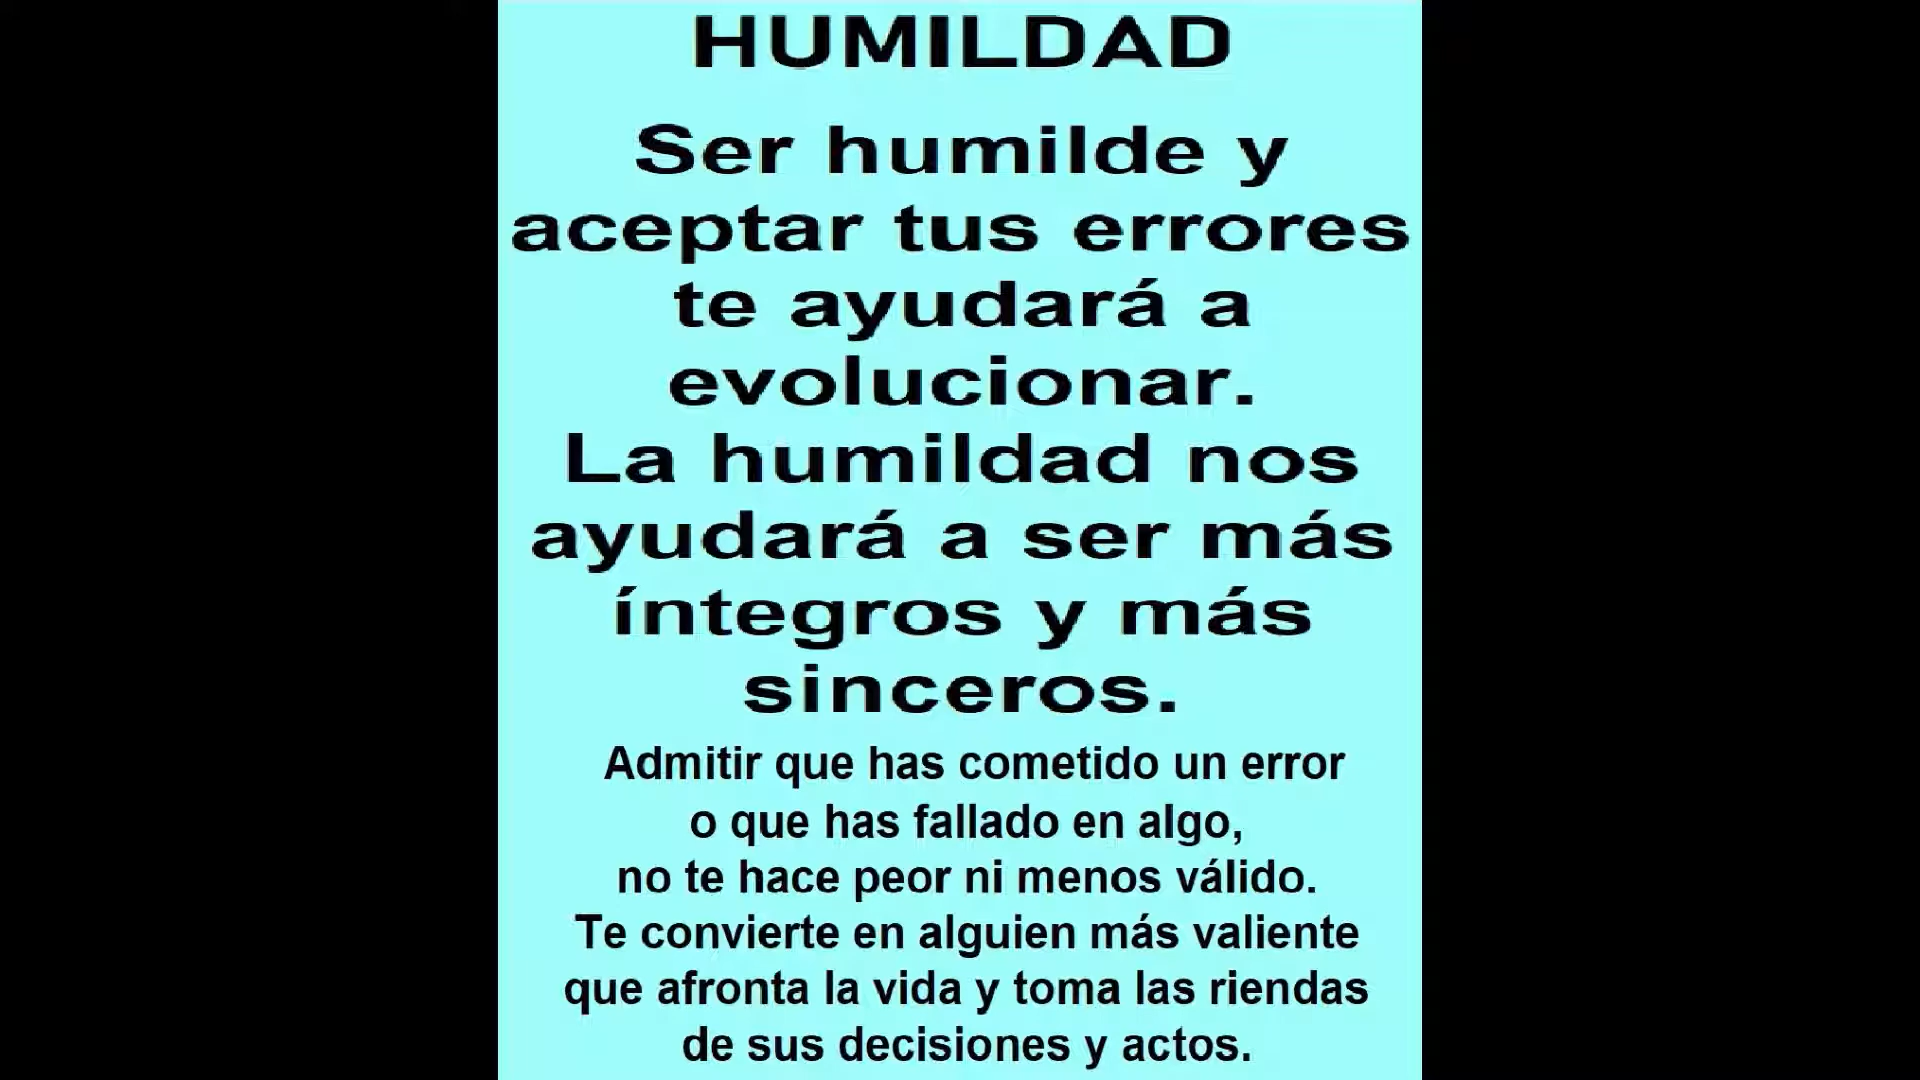 HUMILDAD
Ser humilde y
aceptar tus errores
te ayudará a
evolucionar.
La humildad nos
ayudará a ser más
íntegros y más
sinceros.
Admitir que has cometido un error
o que has fallado en algo,
no te hace peor ni menos válido.
Te convierte en alguien más valiente
que afronta la vida y toma las riendas
de sus decisiones y actos.